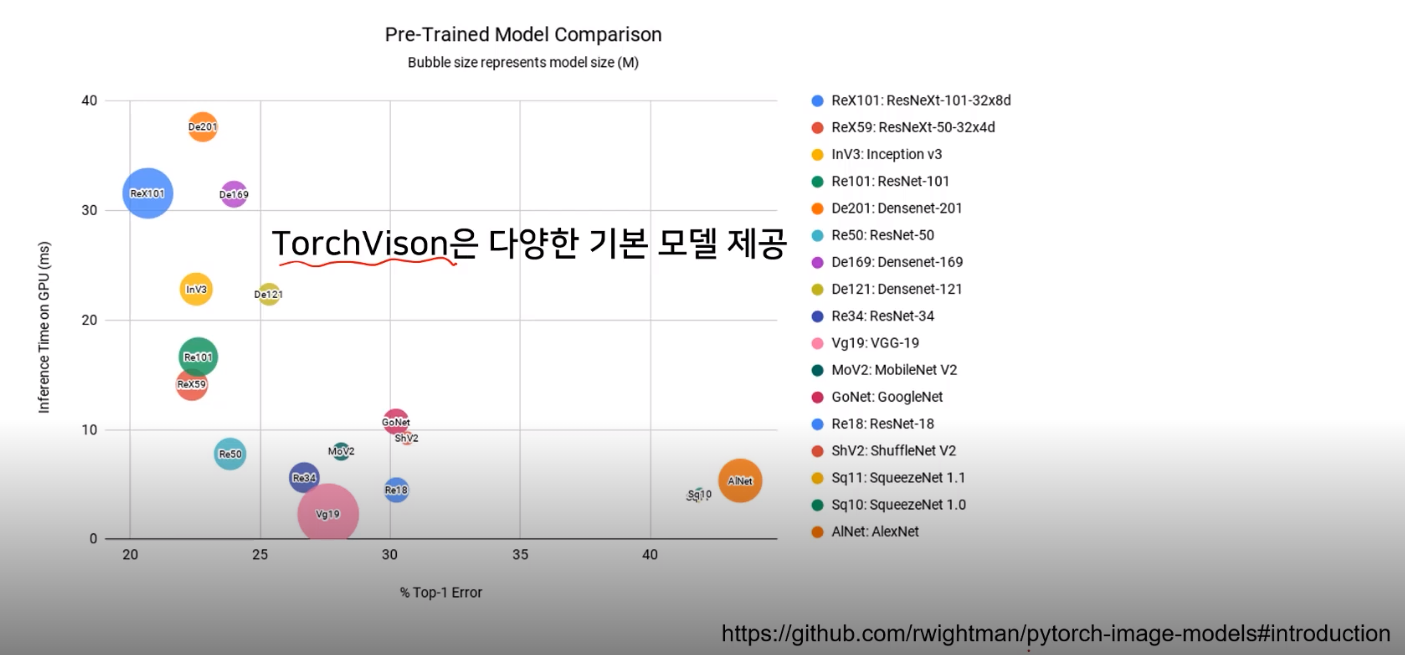 Pre-Trained Model Comparison
Bubble size represents model size (M)
Inference Time on GPU (ms)
40
30
20
10
0
De201
ReX101
De169
TorchVison은 다양한 기본 모델 제공
InV3
De121
Re101
ReX59
GoNet
ShV2
MoV2
Re50
Re34
Re18
Vg19
Sq10
AlNet
20
25
30
35
40
% Top-1 Error
ReX101: ResNeXt-101-32x8d
ReX59: ResNeXt-50-32x4d
InV3: Inception v3
Re101: ResNet-101
De201: Densenet-201
Re50: ResNet-50
De169: Densenet-169
De121: Densenet-121
Re34: ResNet-34
Vg19: VGG-19
MoV2: MobileNet V2
GoNet: GoogleNet
Re18: ResNet-18
ShV2: ShuffleNet V2
Sq11: SqueezeNet 1.1
Sq10: SqueezeNet 1.0
AlNet: AlexNet
https://github.com/rwightman/pytorch-image-models#introduction